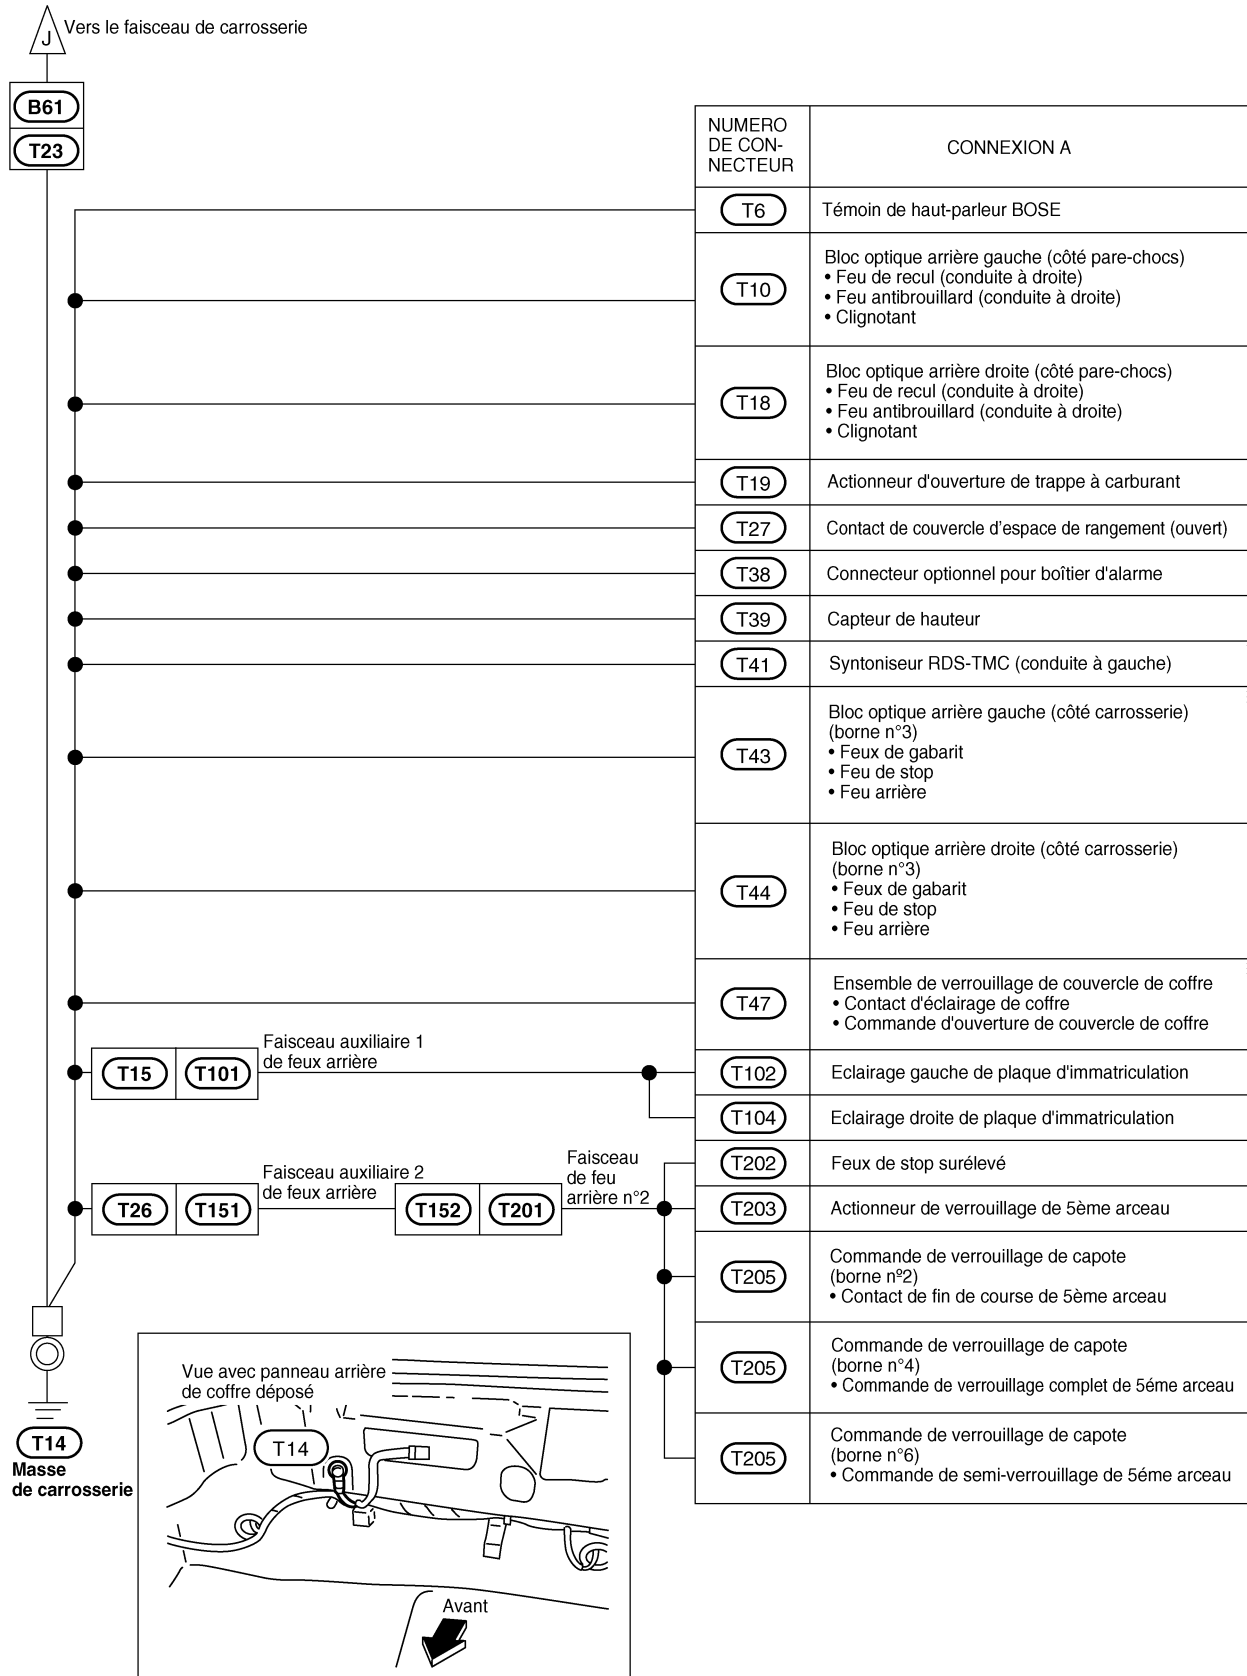 J
Vers le faisceau de carrosserie
B61
T23
NUMERO
DE CON-
NECTEUR
CONNEXION A
T6
Témoin de haut-parleur BOSE
T10
Bloc optique arrière gauche (côté pare-chocs)
• Feu de recul (conduite à droite)
• Feu antibrouillard (conduite à droite)
• Clignotant
T18
Bloc optique arrière droite (côté pare-chocs)
• Feu de recul (conduite à droite)
• Feu antibrouillard (conduite à droite)
• Clignotant
T19
Actionneur d'ouverture de trappe à carburant
T27
Contact de couvercle d'espace de rangement (ouvert)
T38
Connecteur optionnel pour boîtier d'alarme
T39
Capteur de hauteur
T41
Syntoniseur RDS-TMC (conduite à gauche)
T43
Bloc optique arrière gauche (côté carrosserie)
(borne n°3)
• Feux de gabarit
• Feu de stop
• Feu arrière
T44
Bloc optique arrière droite (côté carrosserie)
(borne n°3)
• Feux de gabarit
• Feu de stop
• Feu arrière
T47
Ensemble de verrouillage de couvercle de coffre
• Contact d'éclairage de coffre
• Commande d'ouverture de couvercle de coffre
T15 T101
Faisceau auxiliaire 1
de feux arrière
T102
Eclairage gauche de plaque d'immatriculation
T104
Eclairage droite de plaque d'immatriculation
T26 T151
Faisceau auxiliaire 2
de feux arrière
T152 T201
Faisceau
de feu
arrière n°2
T202
Feux de stop surélevé
T203
Actionneur de verrouillage de 5ème arceau
T205
Commande de verrouillage de capote
(borne nº2)
• Contact de fin de course de 5ème arceau
T205
Commande de verrouillage de capote
(borne n°4)
• Commande de verrouillage complet de 5éme arceau
T205
Commande de verrouillage de capote
(borne n°6)
• Commande de semi-verrouillage de 5éme arceau
T14
Masse
de carrosserie
Vue avec panneau arrière
de coffre déposé
T14
Avant